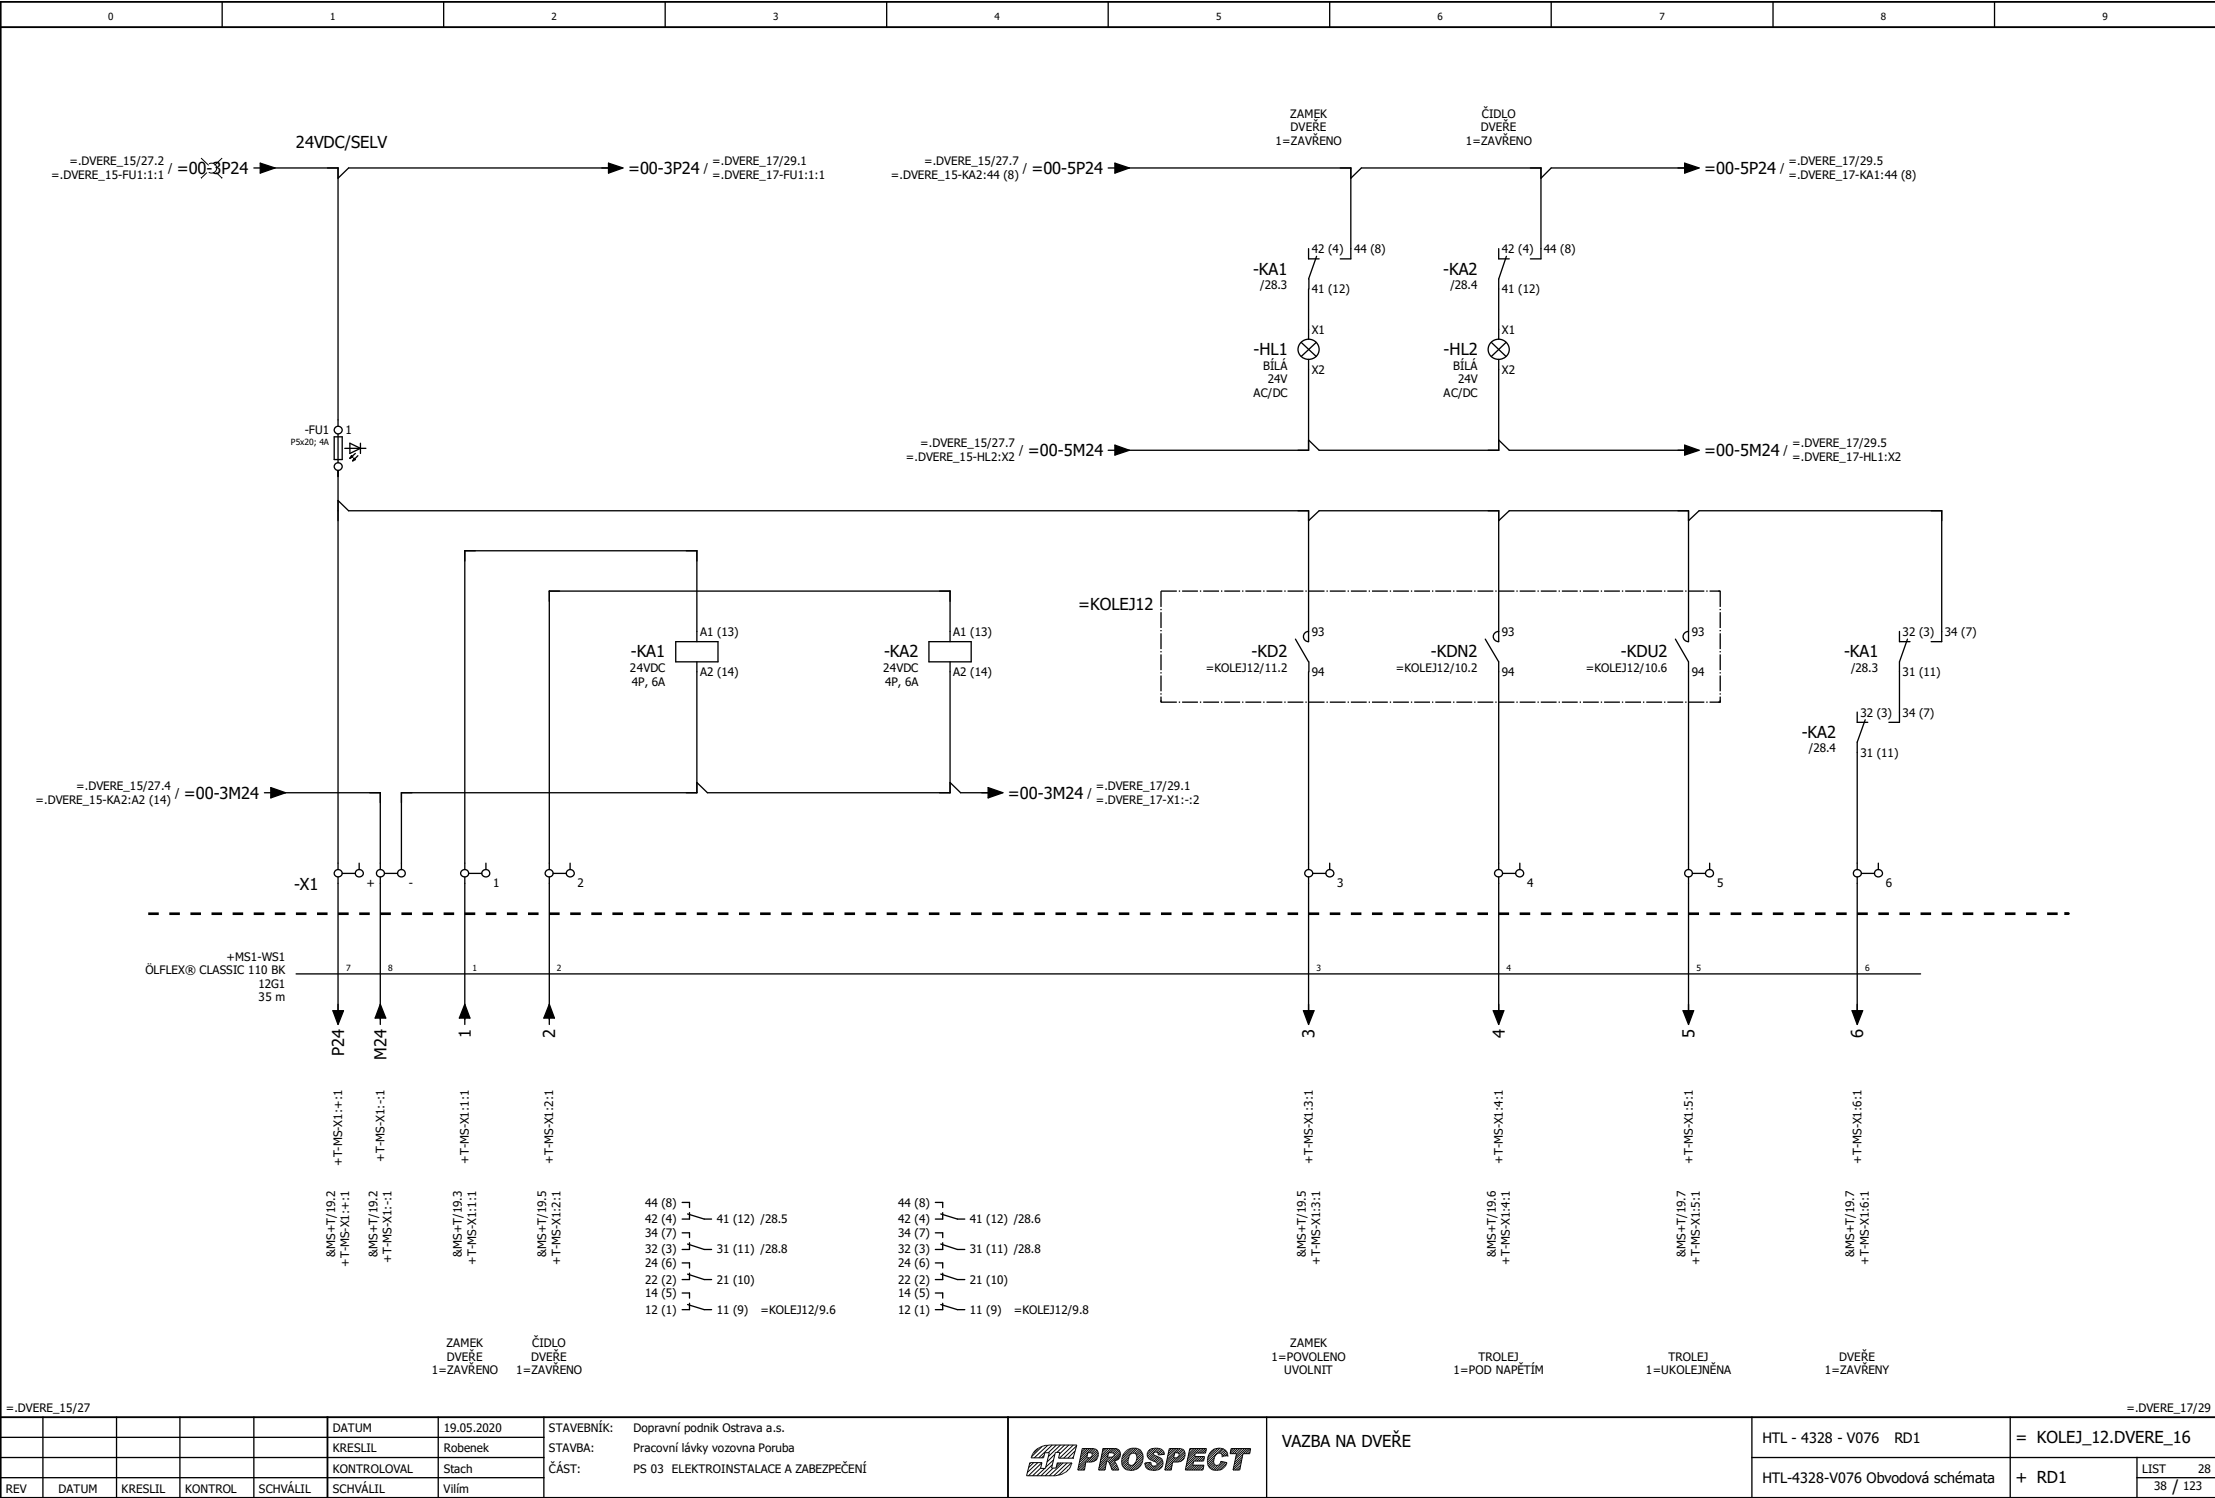 0 1 2 3 4 5 6 7 8 9
24VDC/SELV
=.DVERE_15/27.2
=.DVERE_15-FU1:1:1 / =00-3P24
=00-3P24 / =.DVERE_17/29.1
=.DVERE_17-FU1:1:1
=.DVERE_15/27.7
=.DVERE_15-KA2:44 (8) / =00-5P24
ZAMEK
DVEŘE
1=ZAVŘENO
ČIDLO
DVEŘE
1=ZAVŘENO
=00-5P24 / =.DVERE_17/29.5
=.DVERE_17-KA1:44 (8)
42 (4) 44 (8)
-KA1
/28.3
41 (12)
42 (4) 44 (8)
-KA2
/28.4
41 (12)
X1
-HL1
BÍLÁ
24V
AC/DC
X2
X1
-HL2
BÍLÁ
24V
AC/DC
X2
-FU1 1
P5x20; 4A
=.DVERE_15/27.7
=.DVERE_15-HL2:X2 / =00-5M24
=00-5M24 / =.DVERE_17/29.5
=.DVERE_17-HL1:X2
=KOLEJ12
A1 (13)
-KA1
24VDC
4P, 6A
A2 (14)
A1 (13)
-KA2
24VDC
4P, 6A
A2 (14)
93
-KD2
=KOLEJ12/11.2
94
93
-KDN2
=KOLEJ12/10.2
94
93
-KDU2
=KOLEJ12/10.6
94
32 (3) 34 (7)
-KA1
/28.3
31 (11)
32 (3) 34 (7)
-KA2
/28.4
31 (11)
=.DVERE_15/27.4
=.DVERE_15-KA2:A2 (14) / =00-3M24
=00-3M24 / =.DVERE_17/29.1
=.DVERE_17-X1:-:2
-X1 + - 1 2 3 4 5 6
+MS1-WS1
ÖLFLEX® CLASSIC 110 BK
12G1
35 m
7 8 1 2 3 4 5 6
P24 M24 1 2 3 4 5 6
+T-MS-X1:+:1
+T-MS-X1:-:1
+T-MS-X1:1:1
+T-MS-X1:2:1
+T-MS-X1:3:1
+T-MS-X1:4:1
+T-MS-X1:5:1
+T-MS-X1:6:1
&MS+T/19.2
+T-MS-X1:+:1
&MS+T/19.2
+T-MS-X1:-:1
&MS+T/19.3
+T-MS-X1:1:1
&MS+T/19.5
+T-MS-X1:2:1
&MS+T/19.5
+T-MS-X1:3:1
&MS+T/19.6
+T-MS-X1:4:1
&MS+T/19.7
+T-MS-X1:5:1
&MS+T/19.7
+T-MS-X1:6:1
44 (8)
42 (4) 41 (12) /28.5
34 (7)
32 (3) 31 (11) /28.8
24 (6)
22 (2) 21 (10)
14 (5)
12 (1) 11 (9) =KOLEJ12/9.6
44 (8)
42 (4) 41 (12) /28.6
34 (7)
32 (3) 31 (11) /28.8
24 (6)
22 (2) 21 (10)
14 (5)
12 (1) 11 (9) =KOLEJ12/9.8
ZAMEK
DVEŘE
1=ZAVŘENO
ČIDLO
DVEŘE
1=ZAVŘENO
ZAMEK
1=POVOLENO
UVOLNIT
TROLEJ
1=POD NAPĚTÍM
TROLEJ
1=UKOLEJNĚNA
DVEŘE
1=ZAVŘENY
=.DVERE_15/27
=.DVERE_17/29
DATUM 19.05.2020
KRESLIL Robenek
KONTROLOVAL Stach
REV DATUM KRESLIL KONTROL SCHVÁLIL SCHVÁLIL Vilím
STAVEBNÍK: Dopravní podnik Ostrava a.s.
STAVBA: Pracovní lávky vozovna Poruba
ČÁST: PS 03 ELEKTROINSTALACE A ZABEZPEČENÍ
PROSPECT
VAZBA NA DVEŘE
HTL - 4328 - V076 RD1
HTL-4328-V076 Obvodová schémata
= KOLEJ_12.DVERE_16
+ RD1
LIST 28
38 / 123